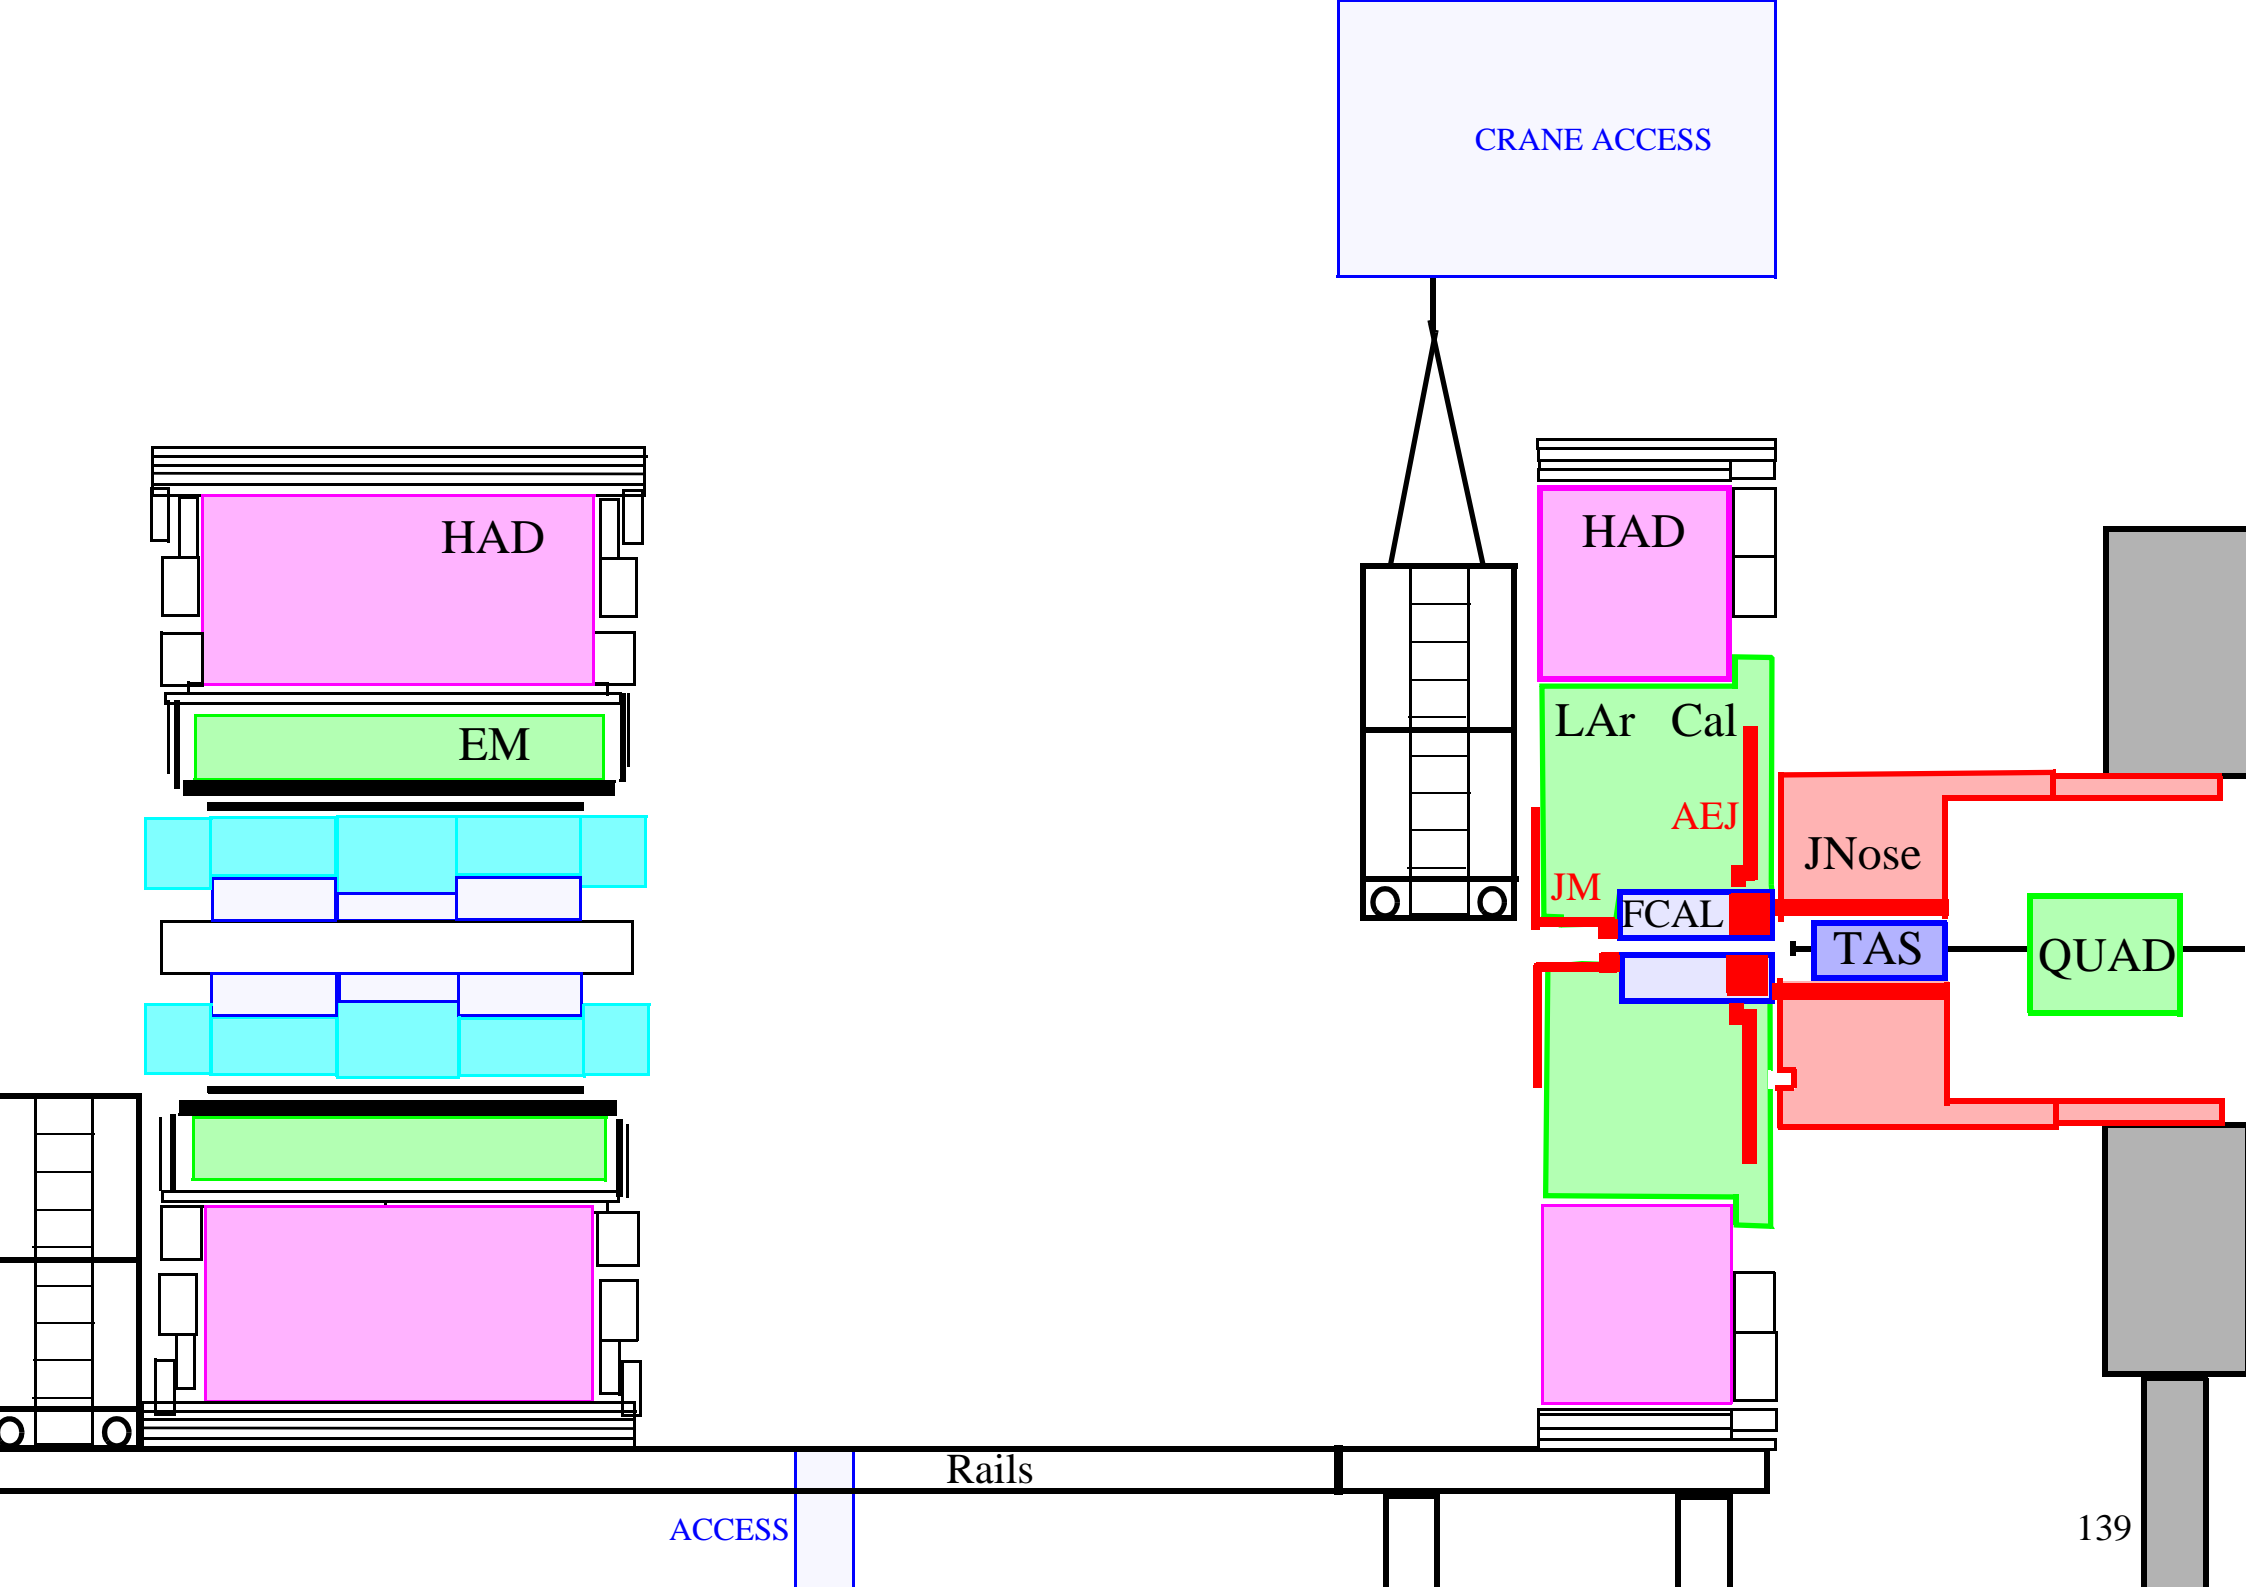 CRANE ACCESS
HAD
HAD
LAr Cal
EM
AEJ
JNose
JM
FCAL
TAS
QUAD
Rails
ACCESS
139